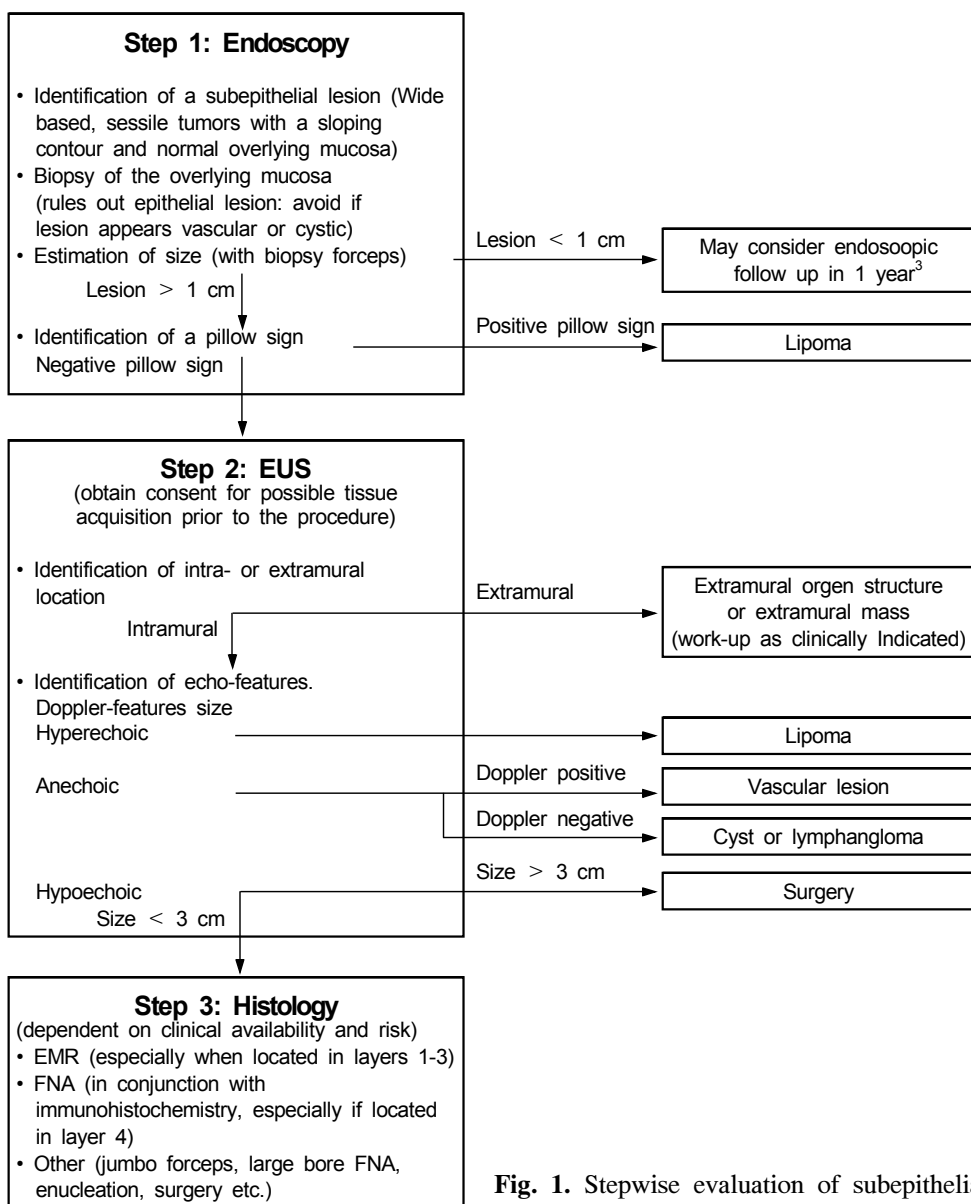 Step 1: Endoscopy
• Identification of a subepithelial lesion (Wide
based, sessile tumors with a sloping
contour and normal overlying mucosa)
• Biopsy of the overlying mucosa
(rules out epithelial lesion: avoid if
lesion appears vascular or cystic)
• Estimation of size (with biopsy forceps)
Lesion < 1 cm
May consider endosoopic
follow up in 1 year³
Lesion > 1 cm
• Identification of a pillow sign
Negative pillow sign
Positive pillow sign
Lipoma
Step 2: EUS
(obtain consent for possible tissue
acquisition prior to the procedure)
• Identification of intra- or extramural
location
Extramural
Extramural orgen structure
or extramural mass
(work-up as clinically Indicated)
Intramural
• Identification of echo-features.
Doppler-features size
Hyperechoic
Lipoma
Anechoic
Doppler positive
Vascular lesion
Doppler negative
Cyst or lymphangloma
Hypoechoic
Size > 3 cm
Surgery
Size < 3 cm
Step 3: Histology
(dependent on clinical availability and risk)
• EMR (especially when located in layers 1-3)
• FNA (in conjunction with
immunohistochemistry, especially if located
in layer 4)
• Other (jumbo forceps, large bore FNA,
enucleation, surgery etc.)
Fig. 1. Stepwise evaluation of subepithelia